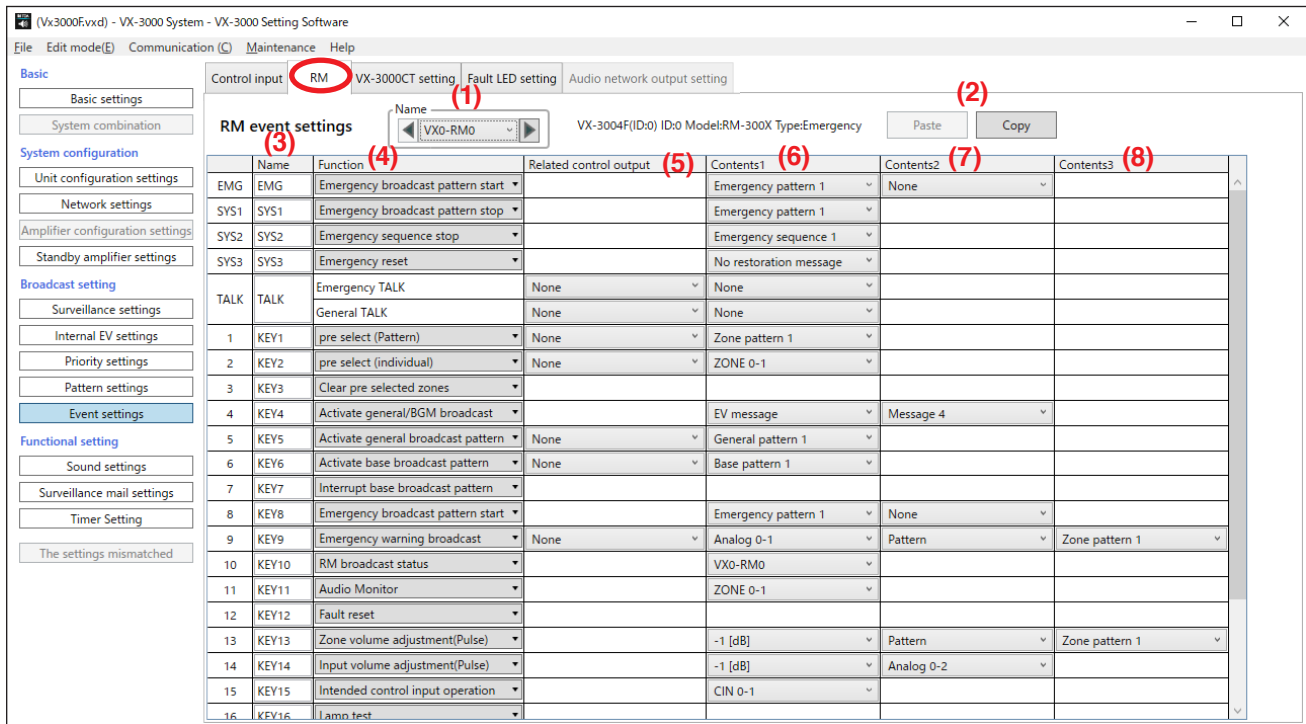 (Vx3000F.vxd) - VX-3000 System - VX-3000 Setting Software
File Edit mode(E) Communication (C) Maintenance Help
Basic
Basic settings
System combination
System configuration
Unit configuration settings
Network settings
Amplifier configuration settings
Standby amplifier settings
Broadcast setting
Surveillance settings
Internal EV settings
Priority settings
Pattern settings
Event settings
Functional setting
Sound settings
Surveillance mail settings
Timer Setting
The settings mismatched
Control input RM VX-3000CT setting Fault LED setting Audio network output setting
(1) (2)
RM event settings Name VX0-RM0 VX-3004F(ID:0) ID:0 Model:RM-300X Type:Emergency Paste Copy
(3) (4) (5) (6) (7) (8)
Name Function Related control output Contents1 Contents2 Contents3
EMG EMG Emergency broadcast pattern start Emergency pattern 1 None
SYS1 SYS1 Emergency broadcast pattern stop Emergency pattern 1
SYS2 SYS2 Emergency sequence stop Emergency sequence 1
SYS3 SYS3 Emergency reset No restoration message
TALK TALK Emergency TALK None None
General TALK None None
1 KEY1 pre select (Pattern) None Zone pattern 1
2 KEY2 pre select (individual) None ZONE 0-1
3 KEY3 Clear pre selected zones
4 KEY4 Activate general/BGM broadcast EV message Message 4
5 KEY5 Activate general broadcast pattern None General pattern 1
6 KEY6 Activate base broadcast pattern None Base pattern 1
7 KEY7 Interrupt base broadcast pattern
8 KEY8 Emergency broadcast pattern start Emergency pattern 1 None
9 KEY9 Emergency warning broadcast None Analog 0-1 Pattern Zone pattern 1
10 KEY10 RM broadcast status VX0-RM0
11 KEY11 Audio Monitor ZONE 0-1
12 KEY12 Fault reset
13 KEY13 Zone volume adjustment(Pulse) -1 [dB] Pattern Zone pattern 1
14 KEY14 Input volume adjustment(Pulse) -1 [dB] Analog 0-2
15 KEY15 Intended control input operation CIN 0-1
16 KEY16 Lamp test